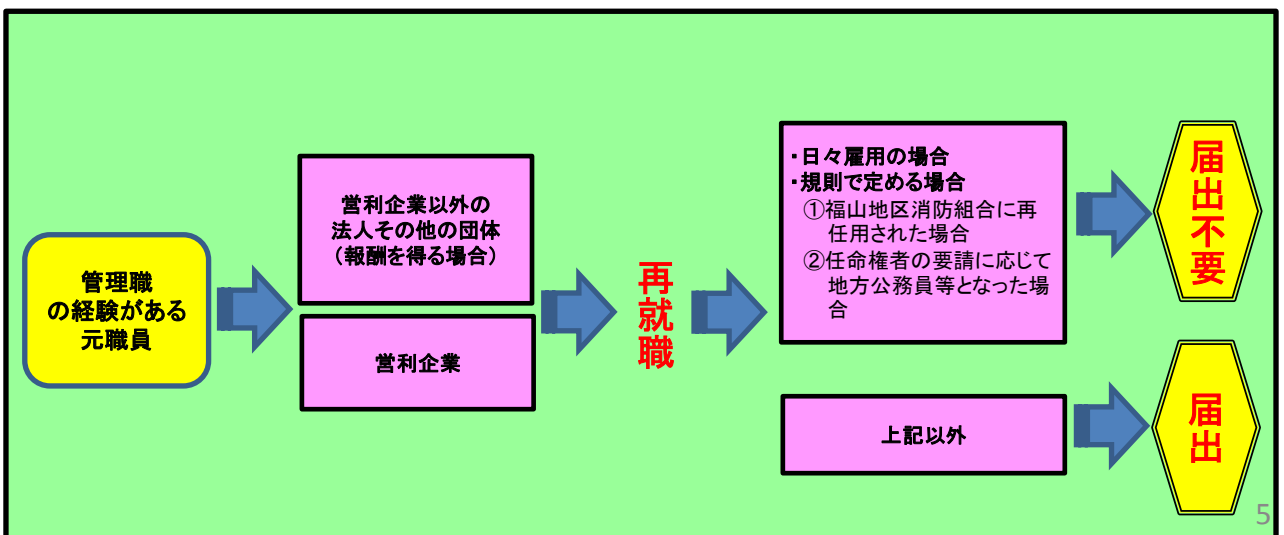 管理職
の経験がある
元職員
営利企業以外の
法人その他の団体
（報酬を得る場合）
営利企業
再就職
・日々雇用の場合
・規則で定める場合
①福山地区消防組合に再
任用された場合
②任命権者の要請に応じて
地方公務員等となった場
合
届出不要
上記以外
届出
5